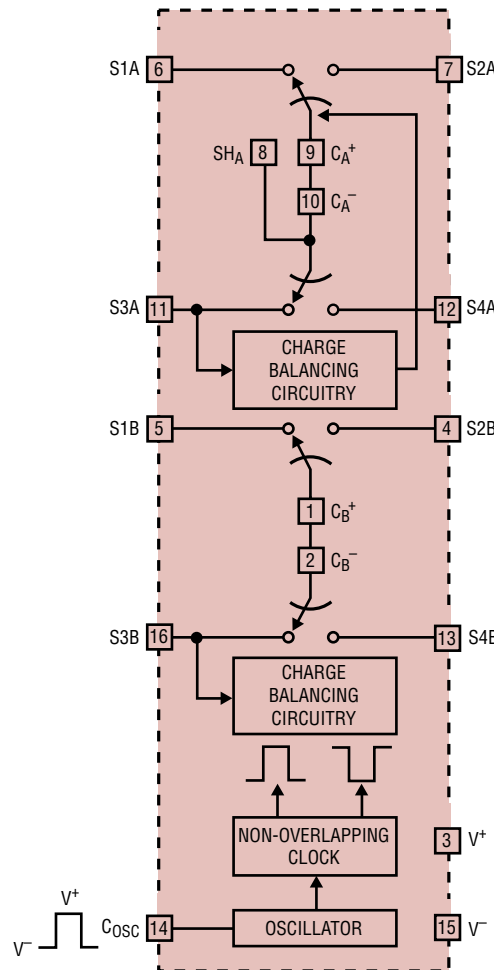 S1A 6 7 S2A
SHA 8 9 CA+
10 CA−
S3A 11 12 S4A
CHARGE
BALANCING
CIRCUITRY
S1B 5 4 S2B
1 CB+
2 CB−
S3B 16 13 S4B
CHARGE
BALANCING
CIRCUITRY
NON-OVERLAPPING
CLOCK
3 V+
V+
V− COSC 14 OSCILLATOR 15 V−